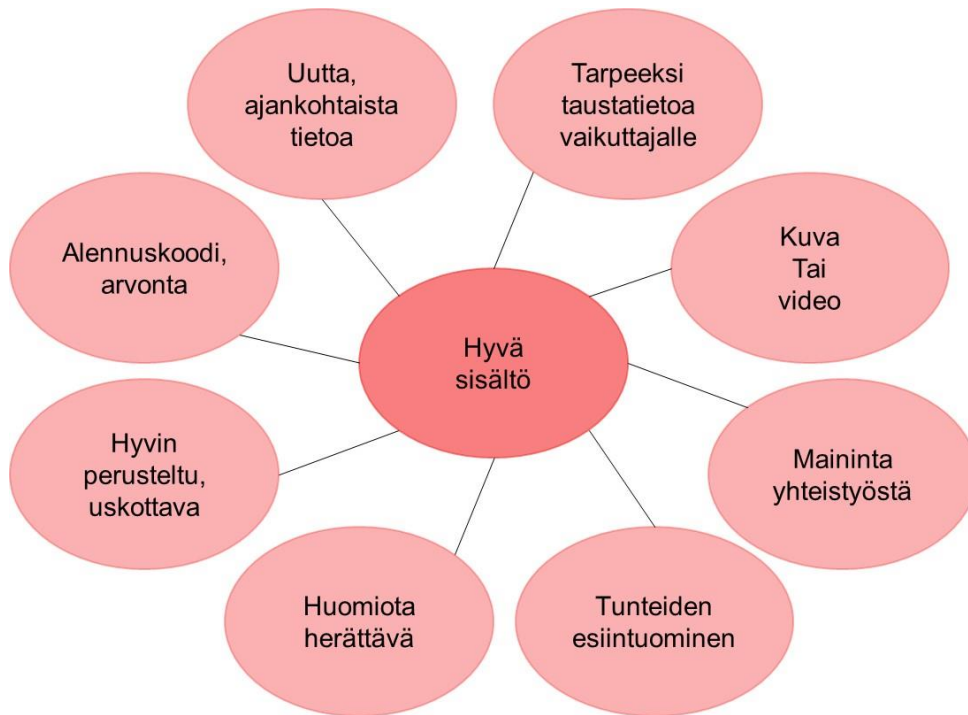 Uutta,
ajankohtaista
tietoa
Tarpeeksi
taustatietoa
vaikuttajalle
Alennuskoodi,
arvonta
Kuva
Tai
video
Hyvä
sisältö
Hyvin
perusteltu,
uskottava
Maininta
yhteistyöstä
Huomiota
herättävä
Tunteiden
esiintuominen